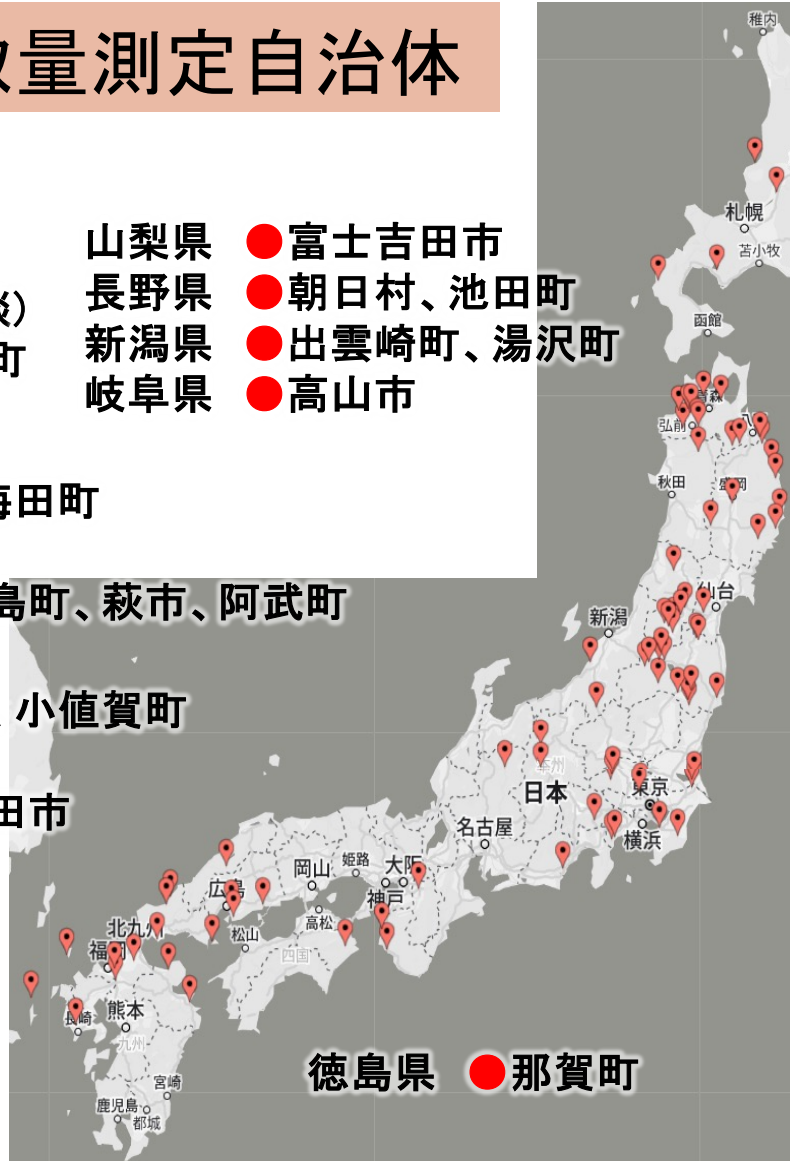 量測定自治体
山梨県 ●富士吉田市
長野県 ●朝日村、池田町
談）
新潟県 ●出雲崎町、湯沢町
町
岐阜県 ●高山市
田町
島町、萩市、阿武町
小値賀町
田市
徳島県 ●那賀町
稚内
札幌
苫小牧
函館
青森
弘前
八
秋田
盛岡
仙台
新潟
本州
日本
東京
横浜
名古屋
姫路
大阪
岡山
神戸
広島
高松
松山
四国
北九州
福岡
熊本
長崎
九州
宮崎
鹿児島
都城